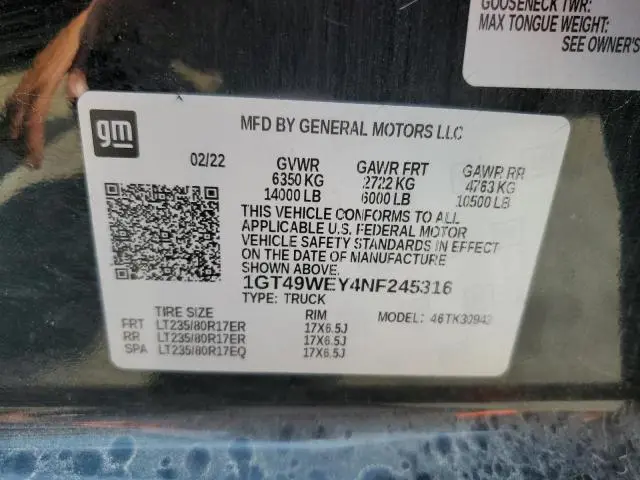 GOOSENECK TWR:
MAX TONGUE WEIGHT:
SEE OWNER'S
gm
MFD BY GENERAL MOTORS LLC
02/22 GVWR GAWR FRT GAWR RR
6350 KG 2722 KG 4763 KG
14000 LB 6000 LB 10500 LB
THIS VEHICLE CONFORMS TO ALL
APPLICABLE U.S. FEDERAL MOTOR
VEHICLE SAFETY STANDARDS IN EFFECT
ON THE DATE OF MANUFACTURE
SHOWN ABOVE.
1GT49WEY4NF245316
TYPE: TRUCK
TIRE SIZE RIM MODEL: 46TK30943
FRT LT235/80R17ER 17X6.5J
RR LT235/80R17ER 17X6.5J
SPA LT235/80R17EQ 17X6.5J